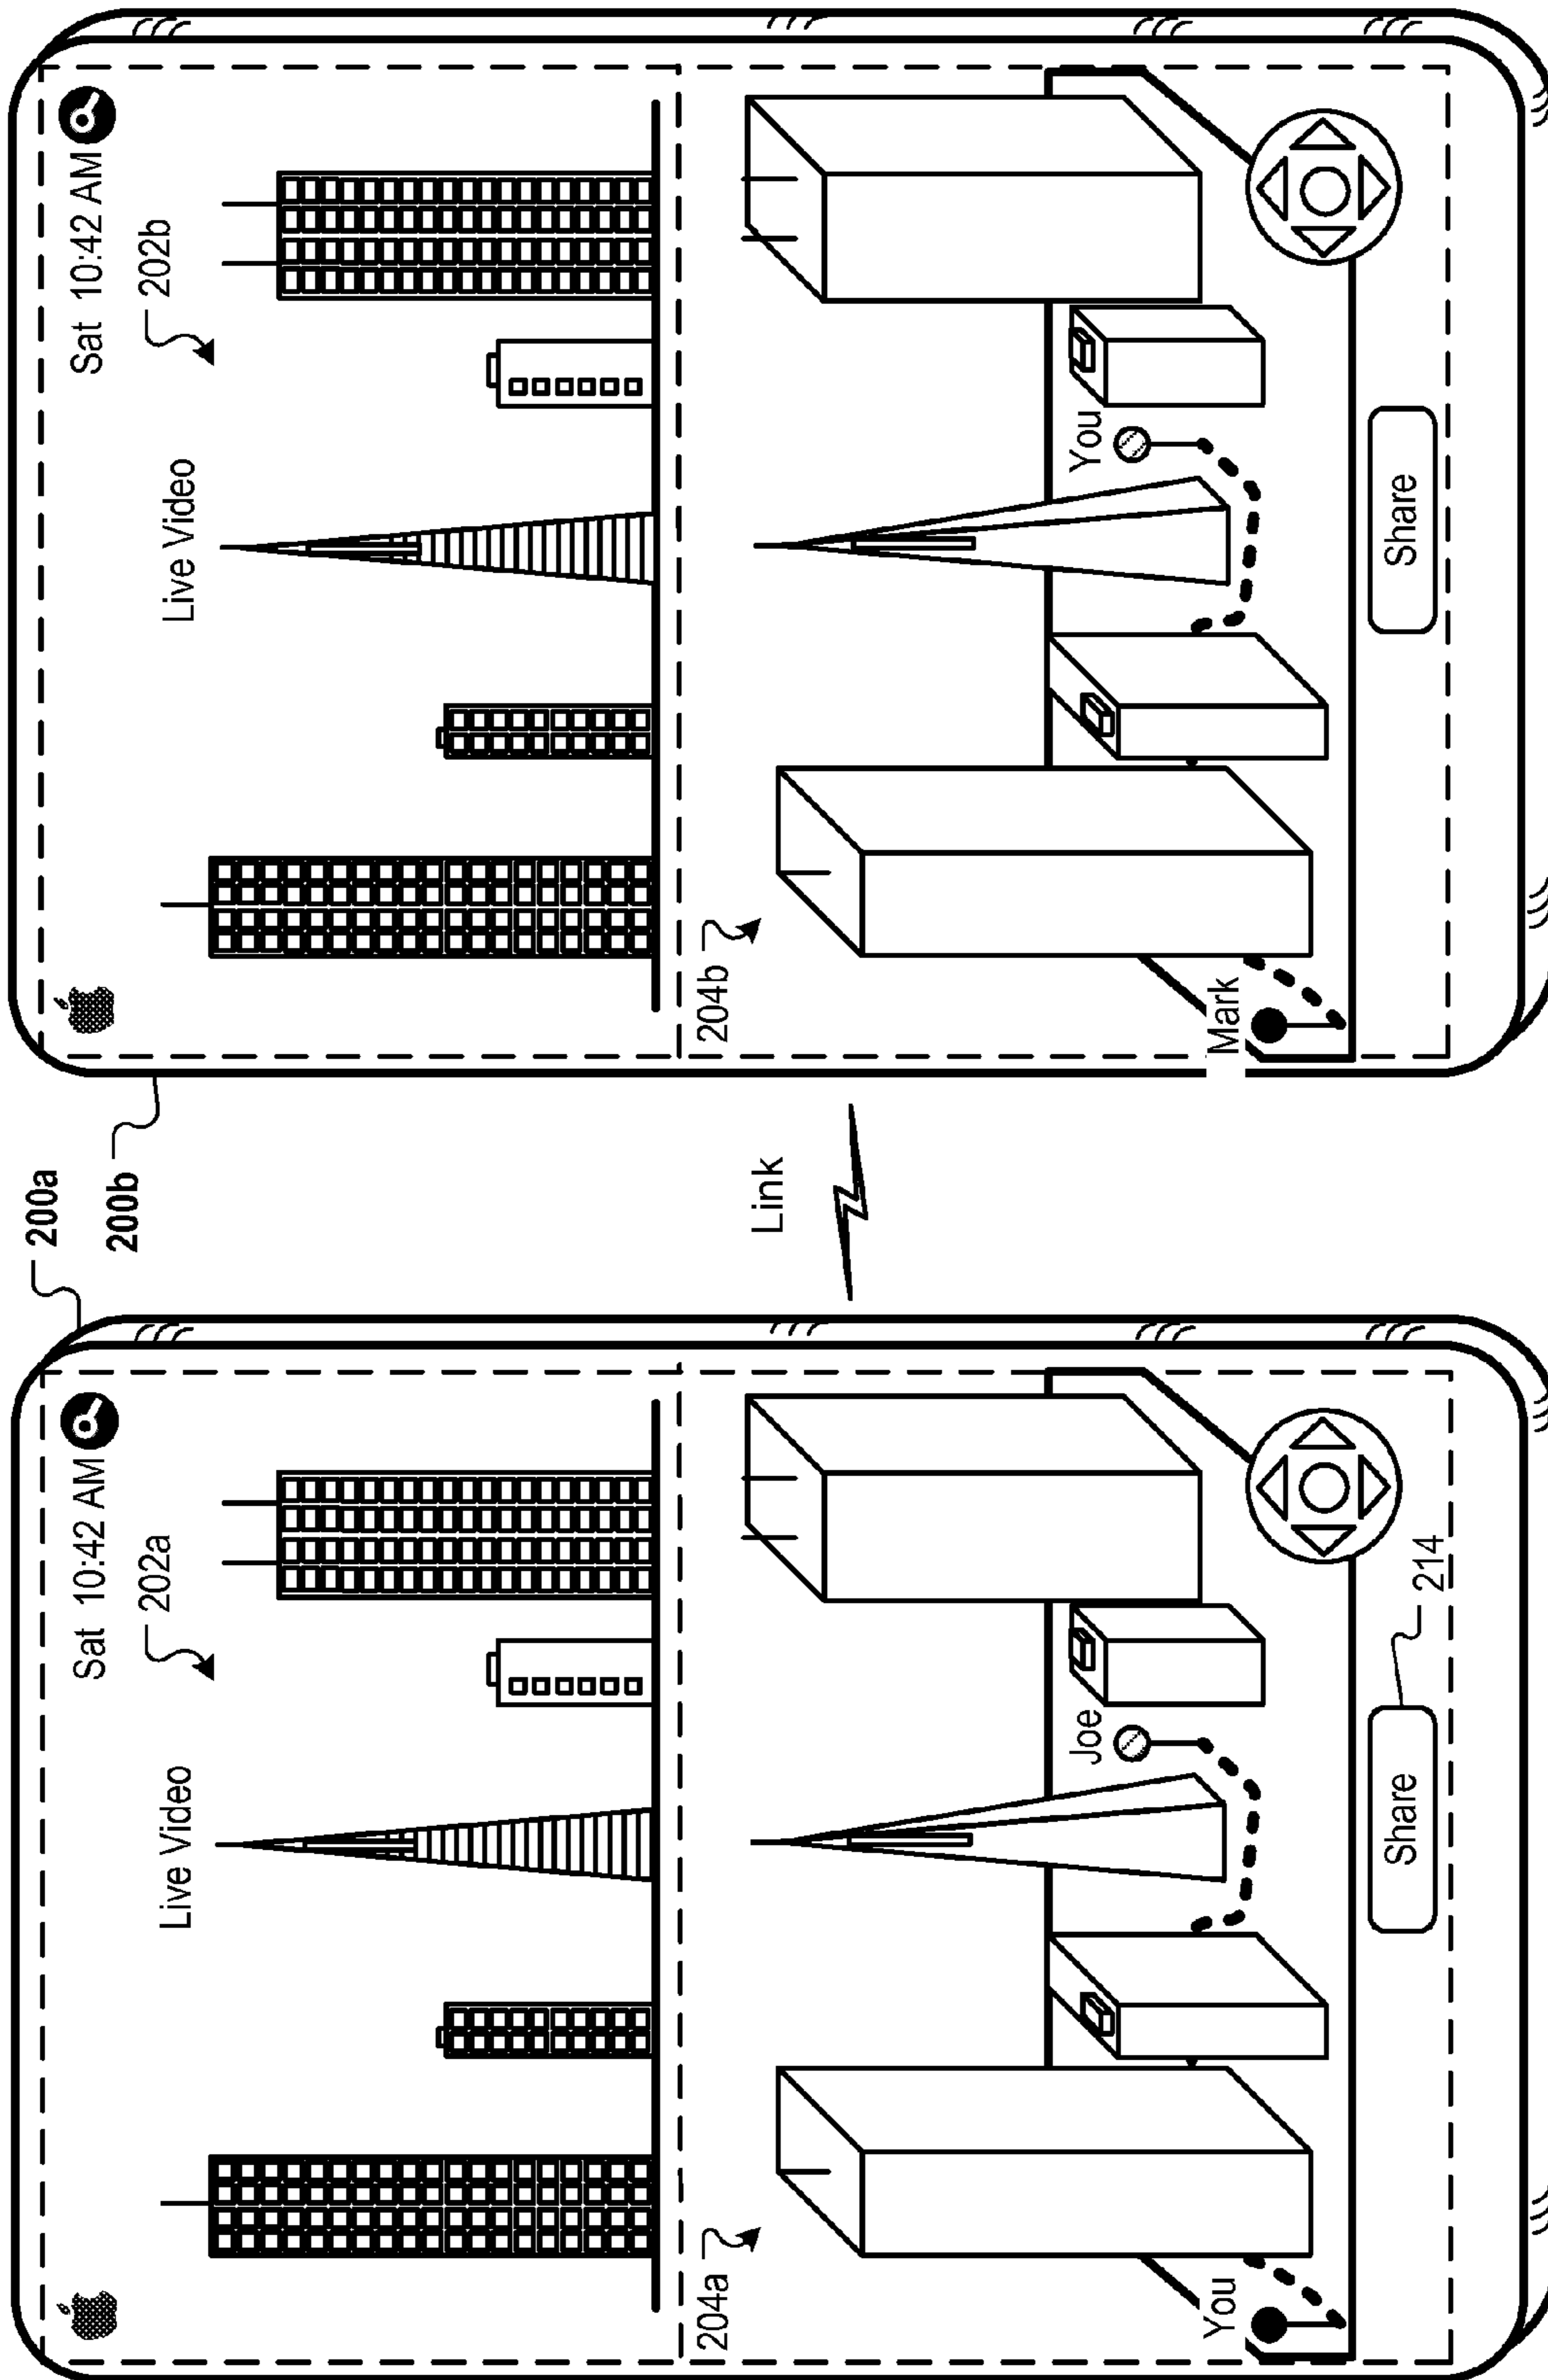 200a
200b
Sat 10:42 AM
202a
Live Video
204a
Joe
You
Share
214
Link
Sat 10:42 AM
202b
Live Video
204b
You
Mark
Share